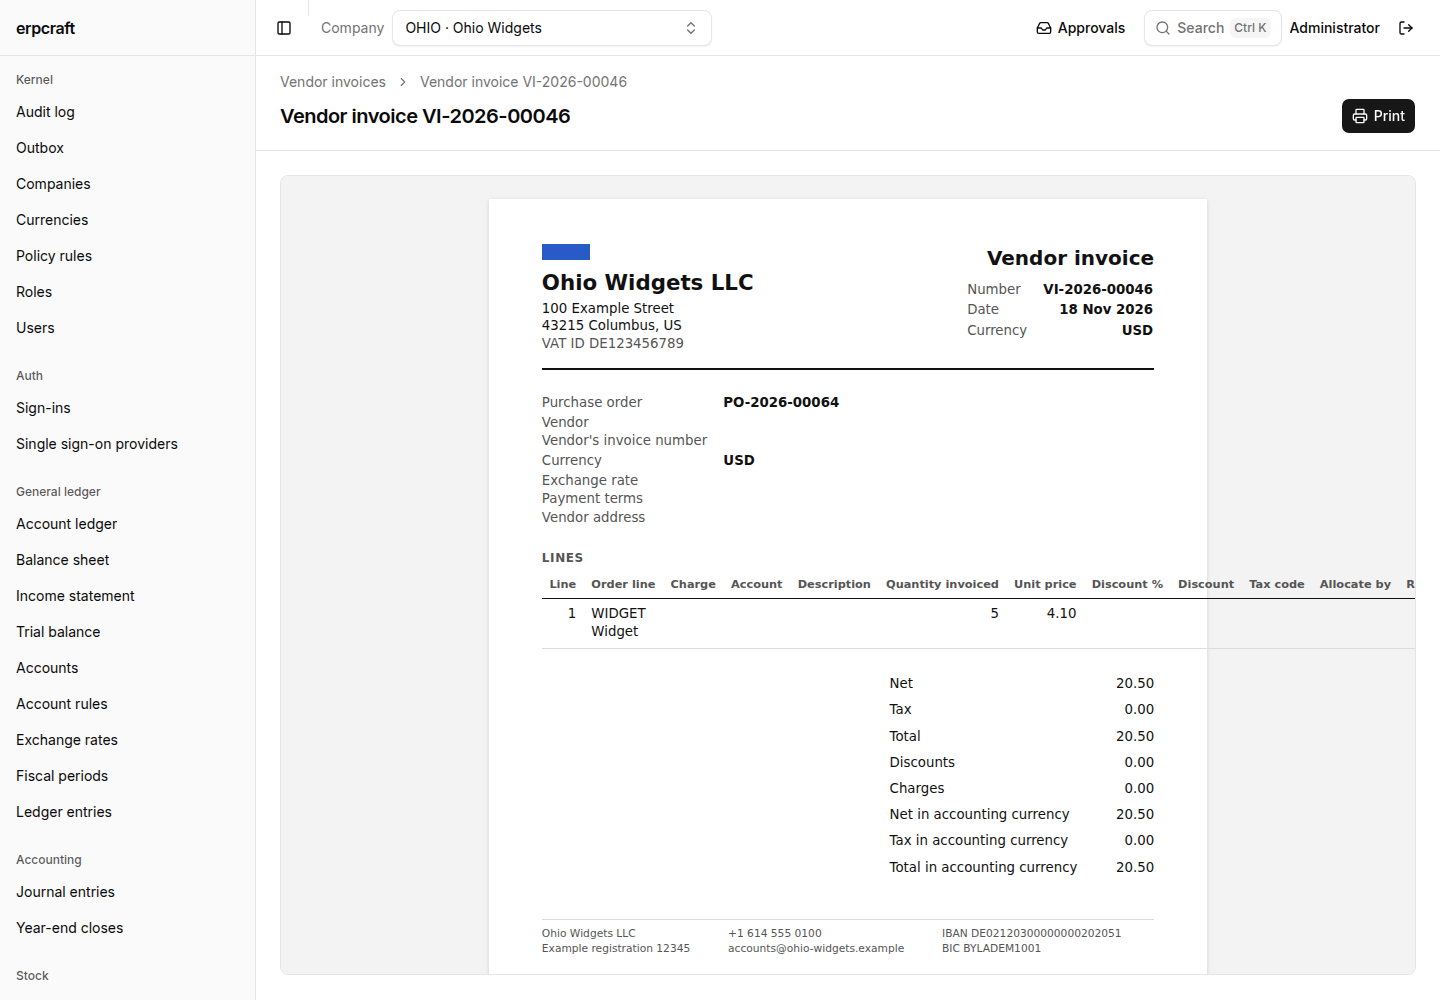 erpcraft
Company
OHIO · Ohio Widgets
Approvals
Search
Ctrl K
Administrator
Kernel
Audit log
Outbox
Companies
Currencies
Policy rules
Roles
Users
Auth
Sign-ins
Single sign-on providers
General ledger
Account ledger
Balance sheet
Income statement
Trial balance
Accounts
Account rules
Exchange rates
Fiscal periods
Ledger entries
Accounting
Journal entries
Year-end closes
Stock
Vendor invoices > Vendor invoice VI-2026-00046
Vendor invoice VI-2026-00046
Print
Ohio Widgets LLC
100 Example Street
43215 Columbus, US
VAT ID DE123456789
Vendor invoice
Number VI-2026-00046
Date 18 Nov 2026
Currency USD
Purchase order PO-2026-00064
Vendor
Vendor's invoice number
Currency USD
Exchange rate
Payment terms
Vendor address
LINES
Line Order line Charge Account Description Quantity invoiced Unit price Discount % Discount Tax code Allocate by R
1 WIDGET 5 4.10
Widget
Net 20.50
Tax 0.00
Total 20.50
Discounts 0.00
Charges 0.00
Net in accounting currency 20.50
Tax in accounting currency 0.00
Total in accounting currency 20.50
Ohio Widgets LLC +1 614 555 0100 IBAN DE02120300000000202051
Example registration 12345 accounts@ohio-widgets.example BIC BYLADEM1001